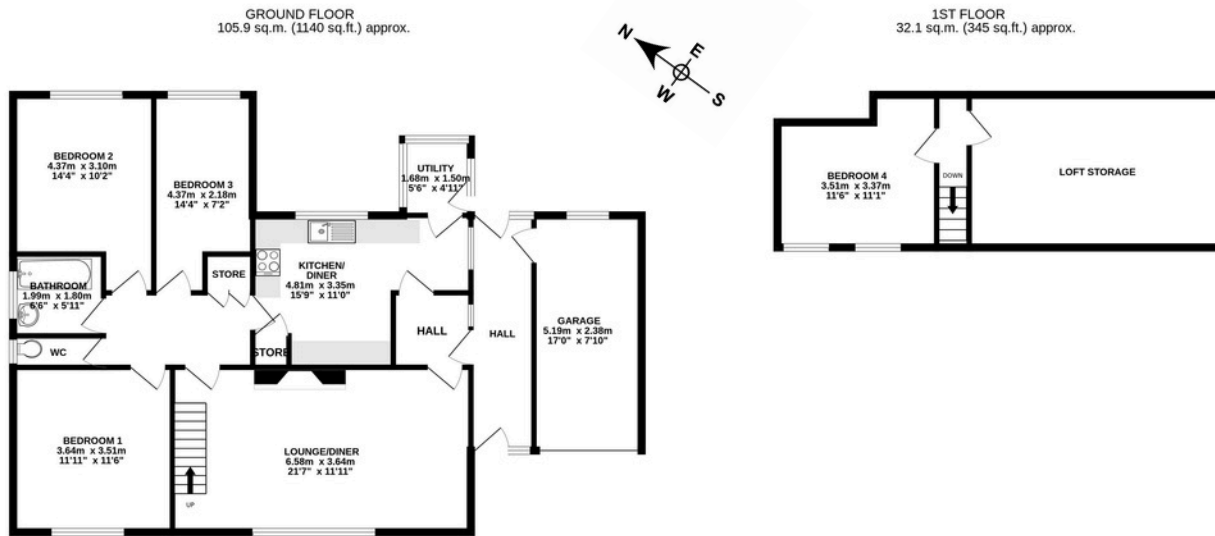 GROUND FLOOR
105.9 sq.m. (1140 sq.ft.) approx.
1ST FLOOR
32.1 sq.m. (345 sq.ft.) approx.
N
E
W
S
BEDROOM 2
4.37m x 3.10m
14'4" x 10'2"
BEDROOM 3
4.37m x 2.18m
14'4" x 7'2"
UTILITY
1.68m x 1.50m
5'6" x 4'11"
BATHROOM
1.99m x 1.80m
6'6" x 5'11"
STORE
KITCHEN/
DINER
4.81m x 3.35m
15'9" x 11'0"
HALL
HALL
GARAGE
5.19m x 2.38m
17'0" x 7'10"
WC
STORE
BEDROOM 1
3.64m x 3.51m
11'11" x 11'6"
UP
LOUNGE/DINER
6.58m x 3.64m
21'7" x 11'11"
BEDROOM 4
3.51m x 3.37m
11'6" x 11'1"
DOWN
LOFT STORAGE